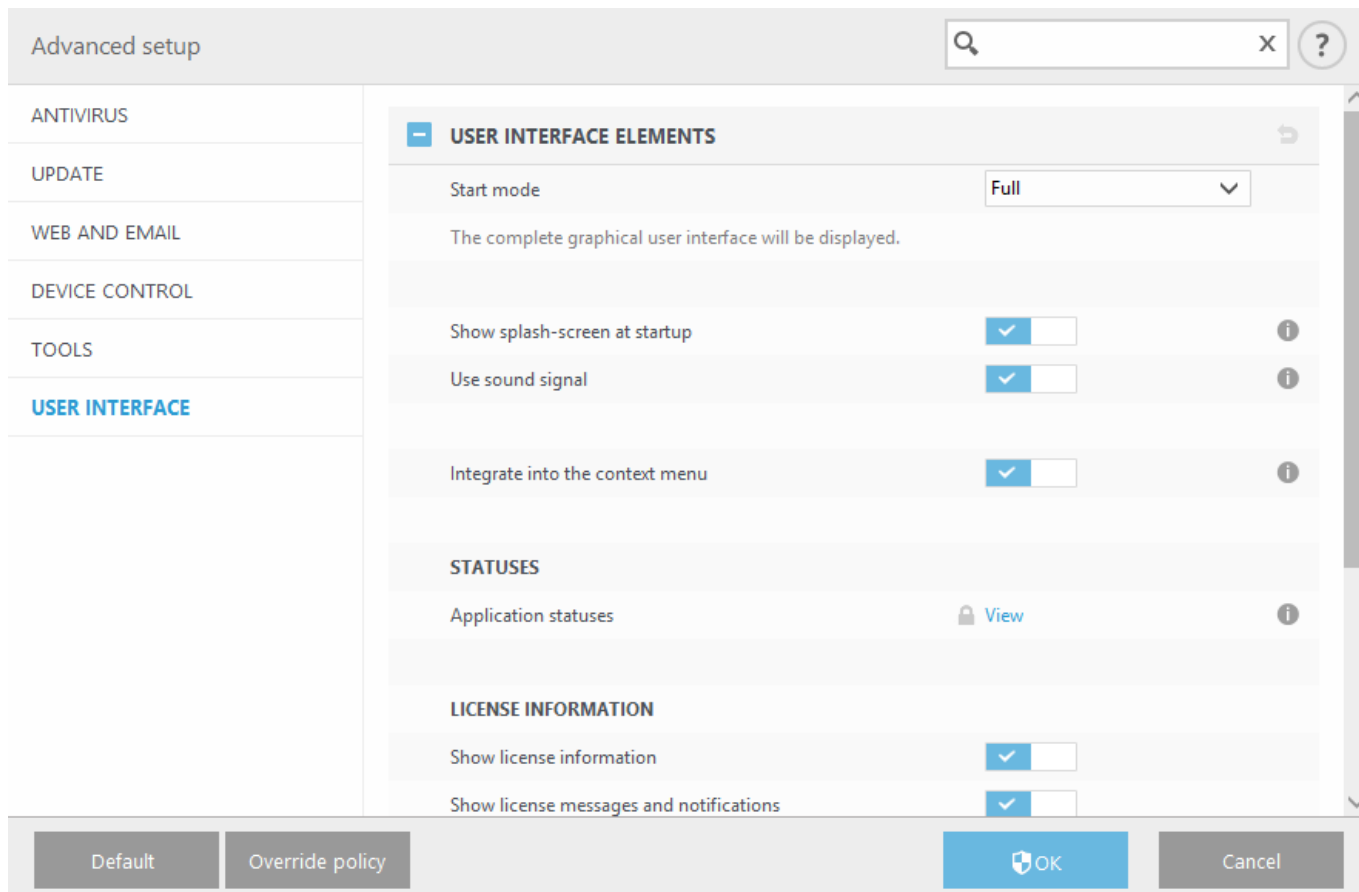 Advanced setup
X
?
ANTIVIRUS
UPDATE
WEB AND EMAIL
DEVICE CONTROL
TOOLS
USER INTERFACE
USER INTERFACE ELEMENTS
Start mode Full
The complete graphical user interface will be displayed.
Show splash-screen at startup
Use sound signal
Integrate into the context menu
STATUSES
Application statuses View
LICENSE INFORMATION
Show license information
Show license messages and notifications
Default Override policy OK Cancel